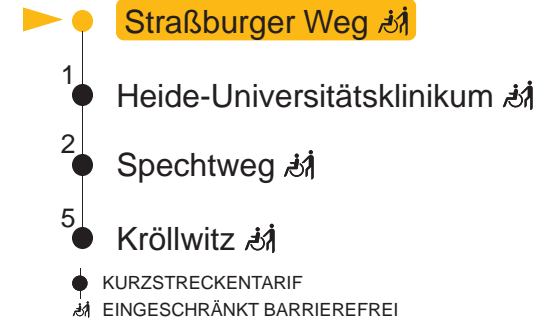 Straßburger Weg
1
Heide-Universitätsklinikum
2
Spechtweg
5
Kröllwitz
KURZSTRECKENTARIF
EINGESCHRÄNKT BARRIEREFREI